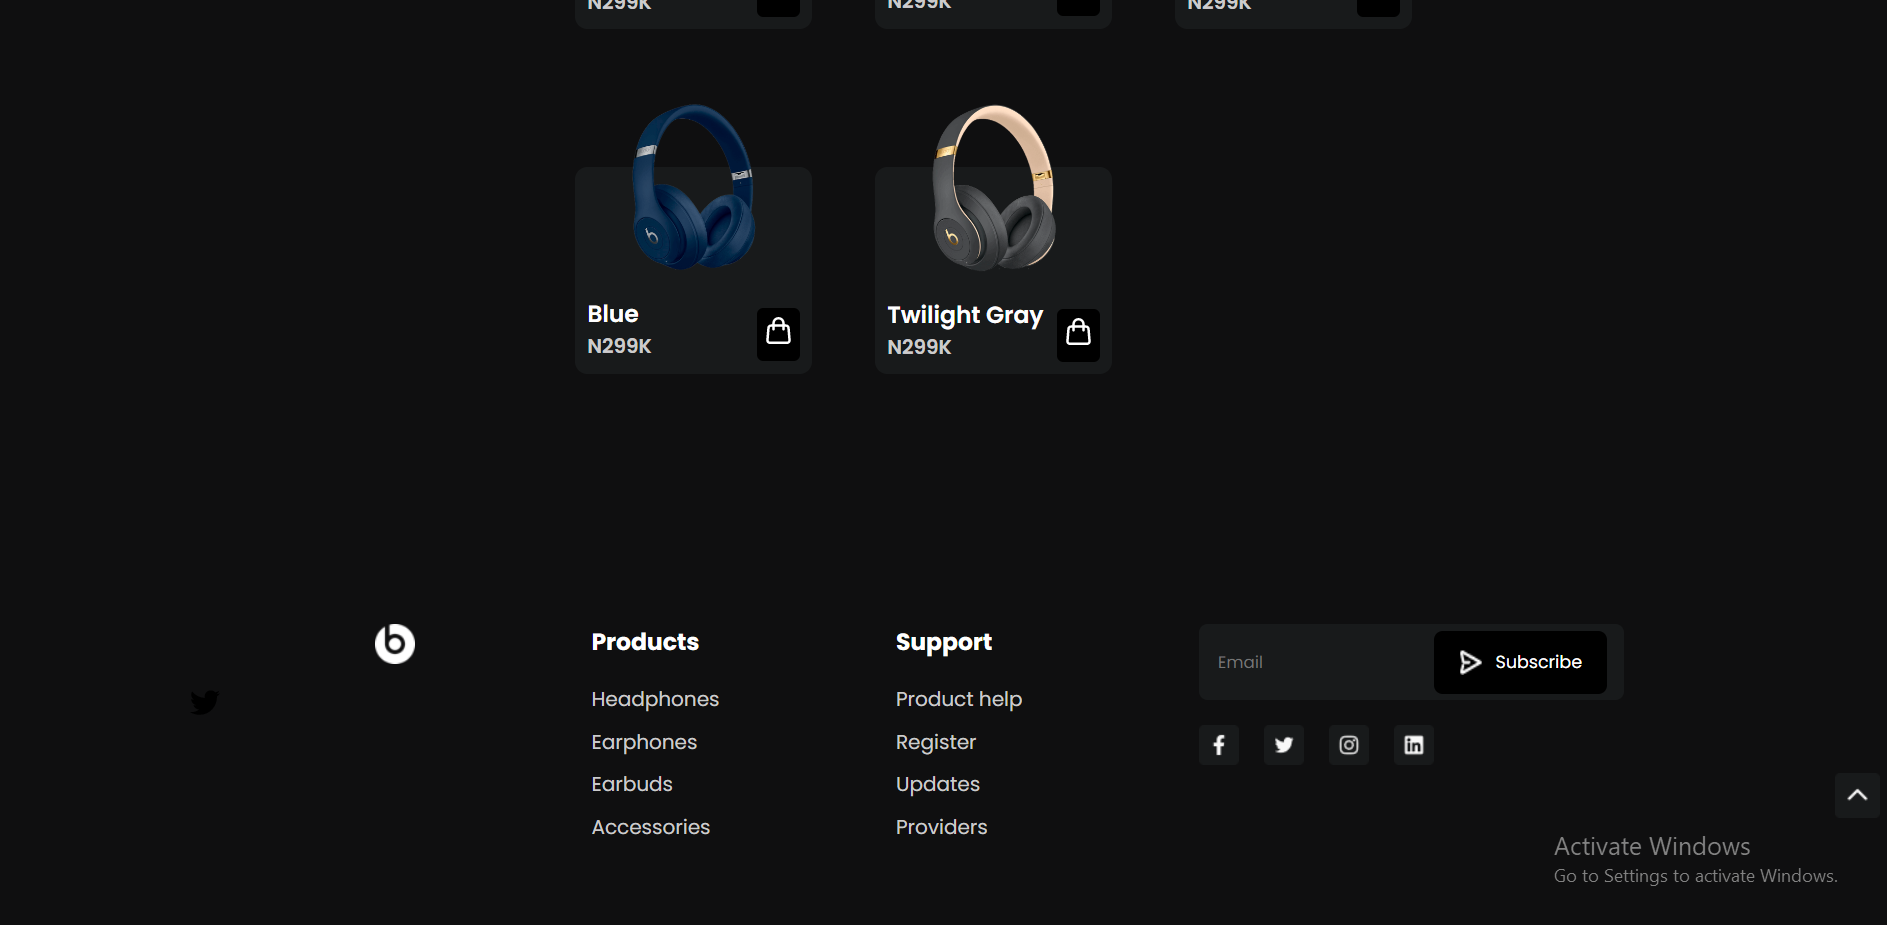 N299K N299K N299K
Blue
N299K
Twilight Gray
N299K
Products
Headphones
Earphones
Earbuds
Accessories
Support
Product help
Register
Updates
Providers
Email
Subscribe
Activate Windows
Go to Settings to activate Windows.